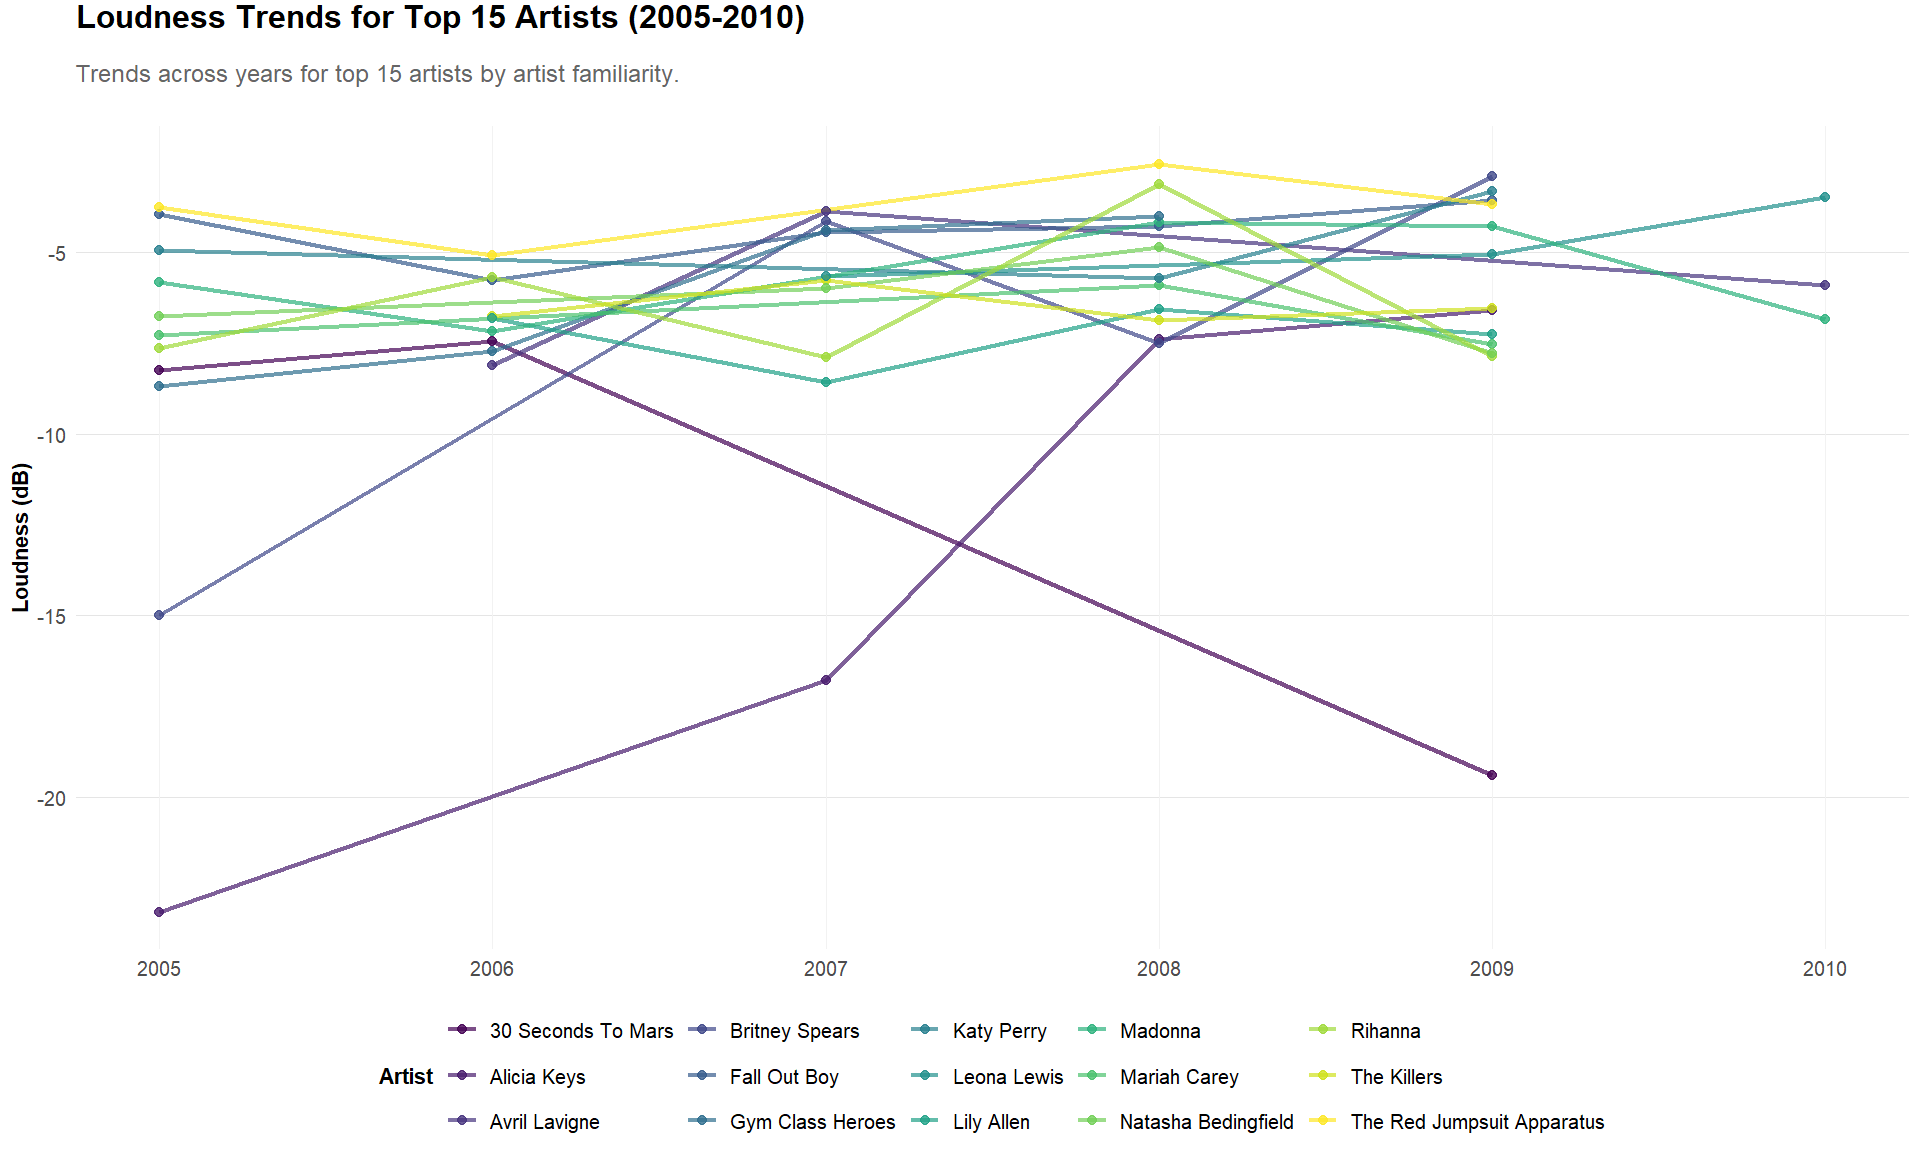 Loudness Trends for Top 15 Artists (2005-2010)
Trends across years for top 15 artists by artist familiarity.
Loudness (dB)
-5
-10
-15
-20
2005 2006 2007 2008 2009 2010
Artist
30 Seconds To Mars Britney Spears Katy Perry Madonna Rihanna
Alicia Keys Fall Out Boy Leona Lewis Mariah Carey The Killers
Avril Lavigne Gym Class Heroes Lily Allen Natasha Bedingfield The Red Jumpsuit Apparatus